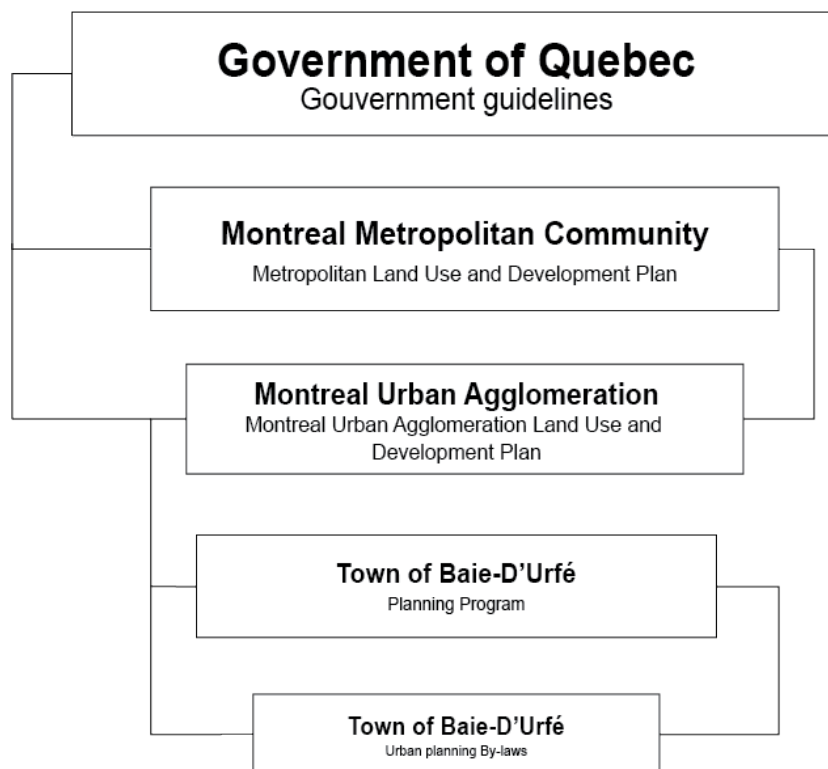 Government of Quebec
Gouvernment guidelines
Montreal Metropolitan Community
Metropolitan Land Use and Development Plan
Montreal Urban Agglomeration
Montreal Urban Agglomeration Land Use and
Development Plan
Town of Baie-D'Urfé
Planning Program
Town of Baie-D'Urfé
Urban planning By-laws